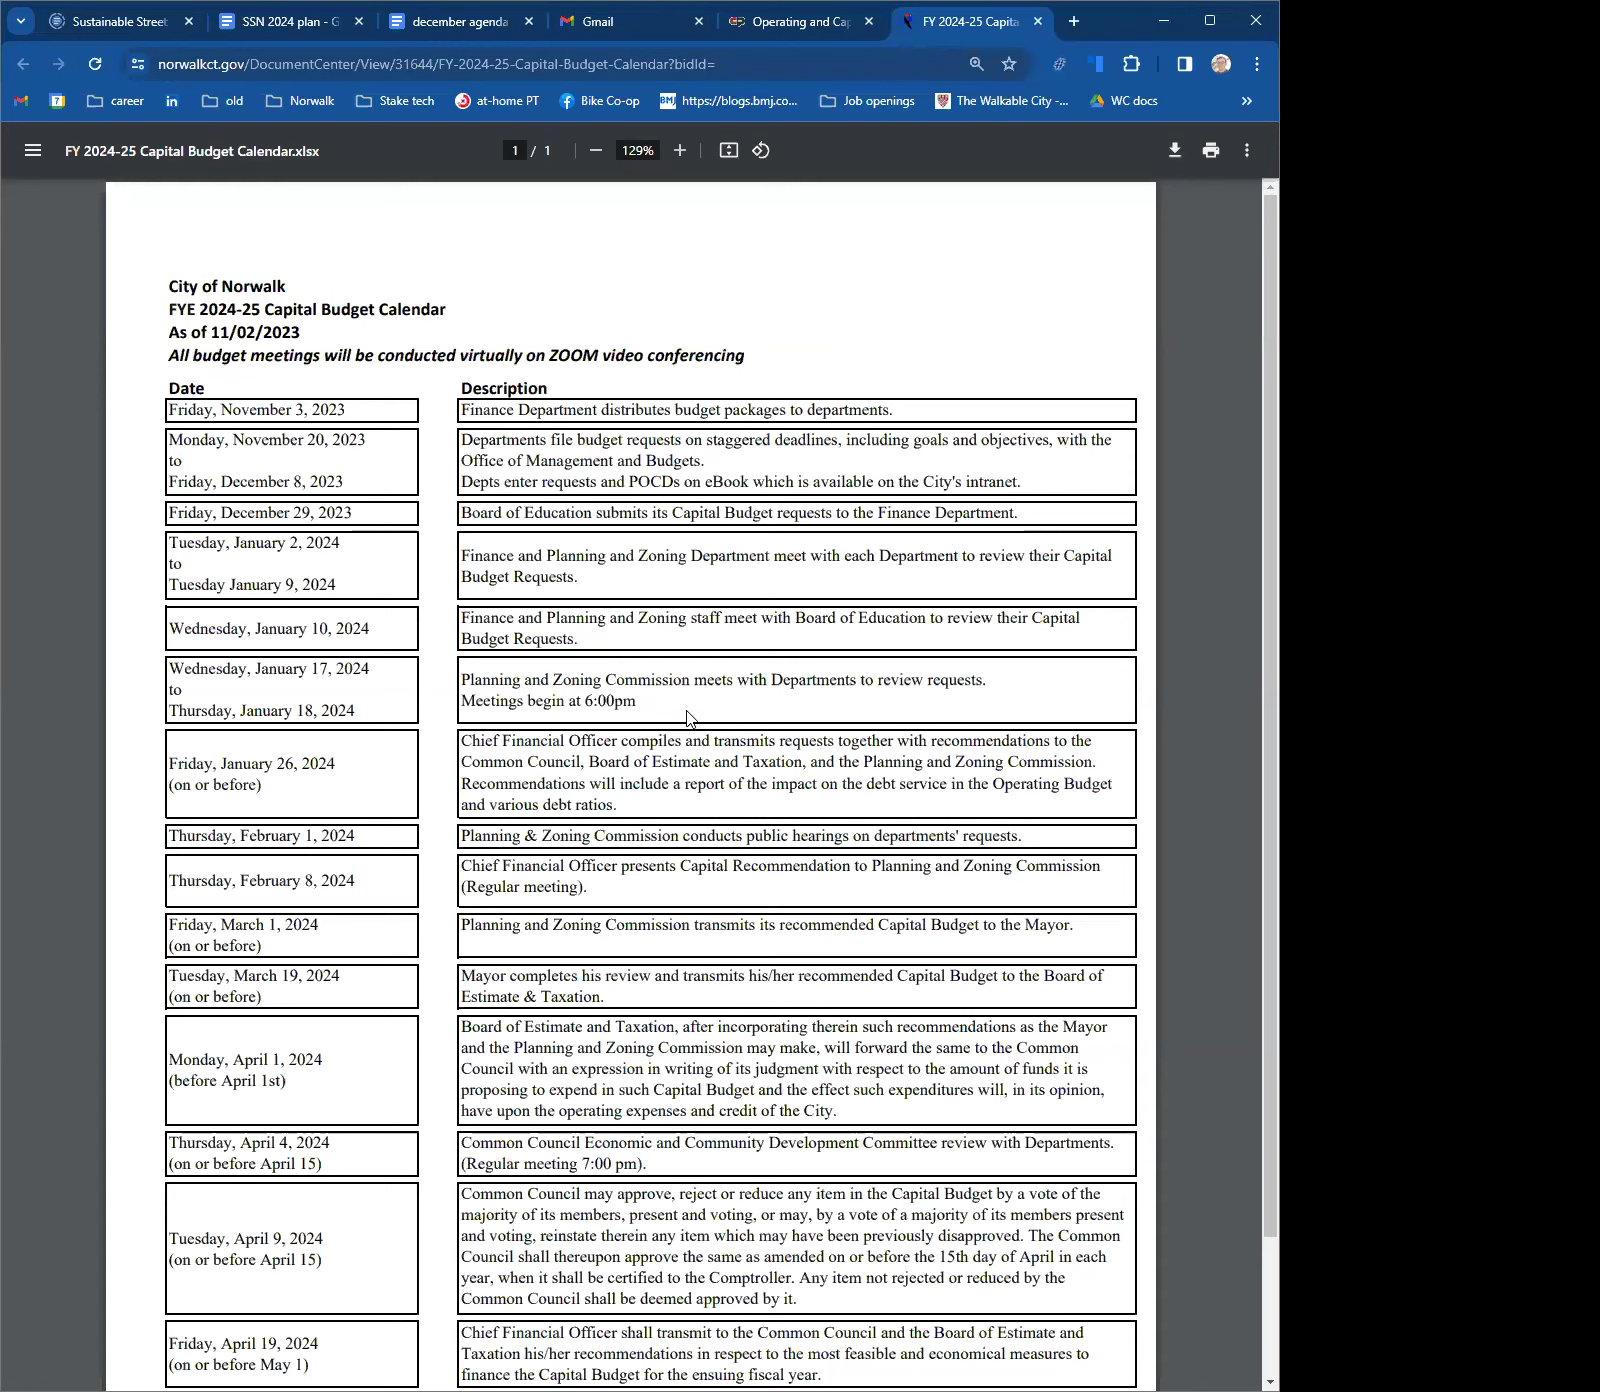 Sustainable Street
SSN 2024 plan - G
december agenda
Gmail
Operating and Cap
FY 2024-25 Capita
norwalkct.gov/DocumentCenter/View/31644/FY-2024-25-Capital-Budget-Calendar?bidId=
7
career
in
old
Norwalk
Stake tech
at-home PT
Bike Co-op
BMJ
https://blogs.bmj.co...
Job openings
The Walkable City -...
WC docs
FY 2024-25 Capital Budget Calendar.xlsx
1 / 1
129%
City of Norwalk
FYE 2024-25 Capital Budget Calendar
As of 11/02/2023
All budget meetings will be conducted virtually on ZOOM video conferencing
Date
Description
Friday, November 3, 2023
Finance Department distributes budget packages to departments.
Monday, November 20, 2023
to
Friday, December 8, 2023
Departments file budget requests on staggered deadlines, including goals and objectives, with the
Office of Management and Budgets.
Depts enter requests and POCDs on eBook which is available on the City's intranet.
Friday, December 29, 2023
Board of Education submits its Capital Budget requests to the Finance Department.
Tuesday, January 2, 2024
to
Tuesday January 9, 2024
Finance and Planning and Zoning Department meet with each Department to review their Capital
Budget Requests.
Wednesday, January 10, 2024
Finance and Planning and Zoning staff meet with Board of Education to review their Capital
Budget Requests.
Wednesday, January 17, 2024
to
Thursday, January 18, 2024
Planning and Zoning Commission meets with Departments to review requests.
Meetings begin at 6:00pm
Friday, January 26, 2024
(on or before)
Chief Financial Officer compiles and transmits requests together with recommendations to the
Common Council, Board of Estimate and Taxation, and the Planning and Zoning Commission.
Recommendations will include a report of the impact on the debt service in the Operating Budget
and various debt ratios.
Thursday, February 1, 2024
Planning & Zoning Commission conducts public hearings on departments' requests.
Thursday, February 8, 2024
Chief Financial Officer presents Capital Recommendation to Planning and Zoning Commission
(Regular meeting).
Friday, March 1, 2024
(on or before)
Planning and Zoning Commission transmits its recommended Capital Budget to the Mayor.
Tuesday, March 19, 2024
(on or before)
Mayor completes his review and transmits his/her recommended Capital Budget to the Board of
Estimate & Taxation.
Monday, April 1, 2024
(before April 1st)
Board of Estimate and Taxation, after incorporating therein such recommendations as the Mayor
and the Planning and Zoning Commission may make, will forward the same to the Common
Council with an expression in writing of its judgment with respect to the amount of funds it is
proposing to expend in such Capital Budget and the effect such expenditures will, in its opinion,
have upon the operating expenses and credit of the City.
Thursday, April 4, 2024
(on or before April 15)
Common Council Economic and Community Development Committee review with Departments.
(Regular meeting 7:00 pm).
Tuesday, April 9, 2024
(on or before April 15)
Common Council may approve, reject or reduce any item in the Capital Budget by a vote of the
majority of its members, present and voting, or may, by a vote of a majority of its members present
and voting, reinstate therein any item which may have been previously disapproved. The Common
Council shall thereupon approve the same as amended on or before the 15th day of April in each
year, when it shall be certified to the Comptroller. Any item not rejected or reduced by the
Common Council shall be deemed approved by it.
Friday, April 19, 2024
(on or before May 1)
Chief Financial Officer shall transmit to the Common Council and the Board of Estimate and
Taxation his/her recommendations in respect to the most feasible and economical measures to
finance the Capital Budget for the ensuing fiscal year.